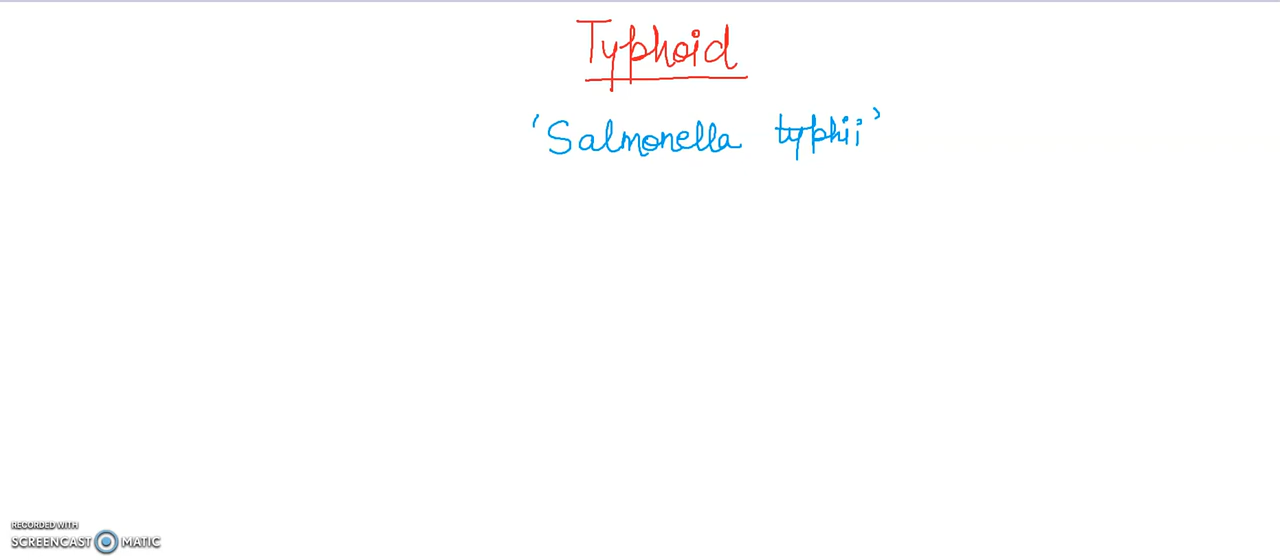 Typhoid
'Salmonella typhii'
RECORDED WITH
SCREENCAST MATIC